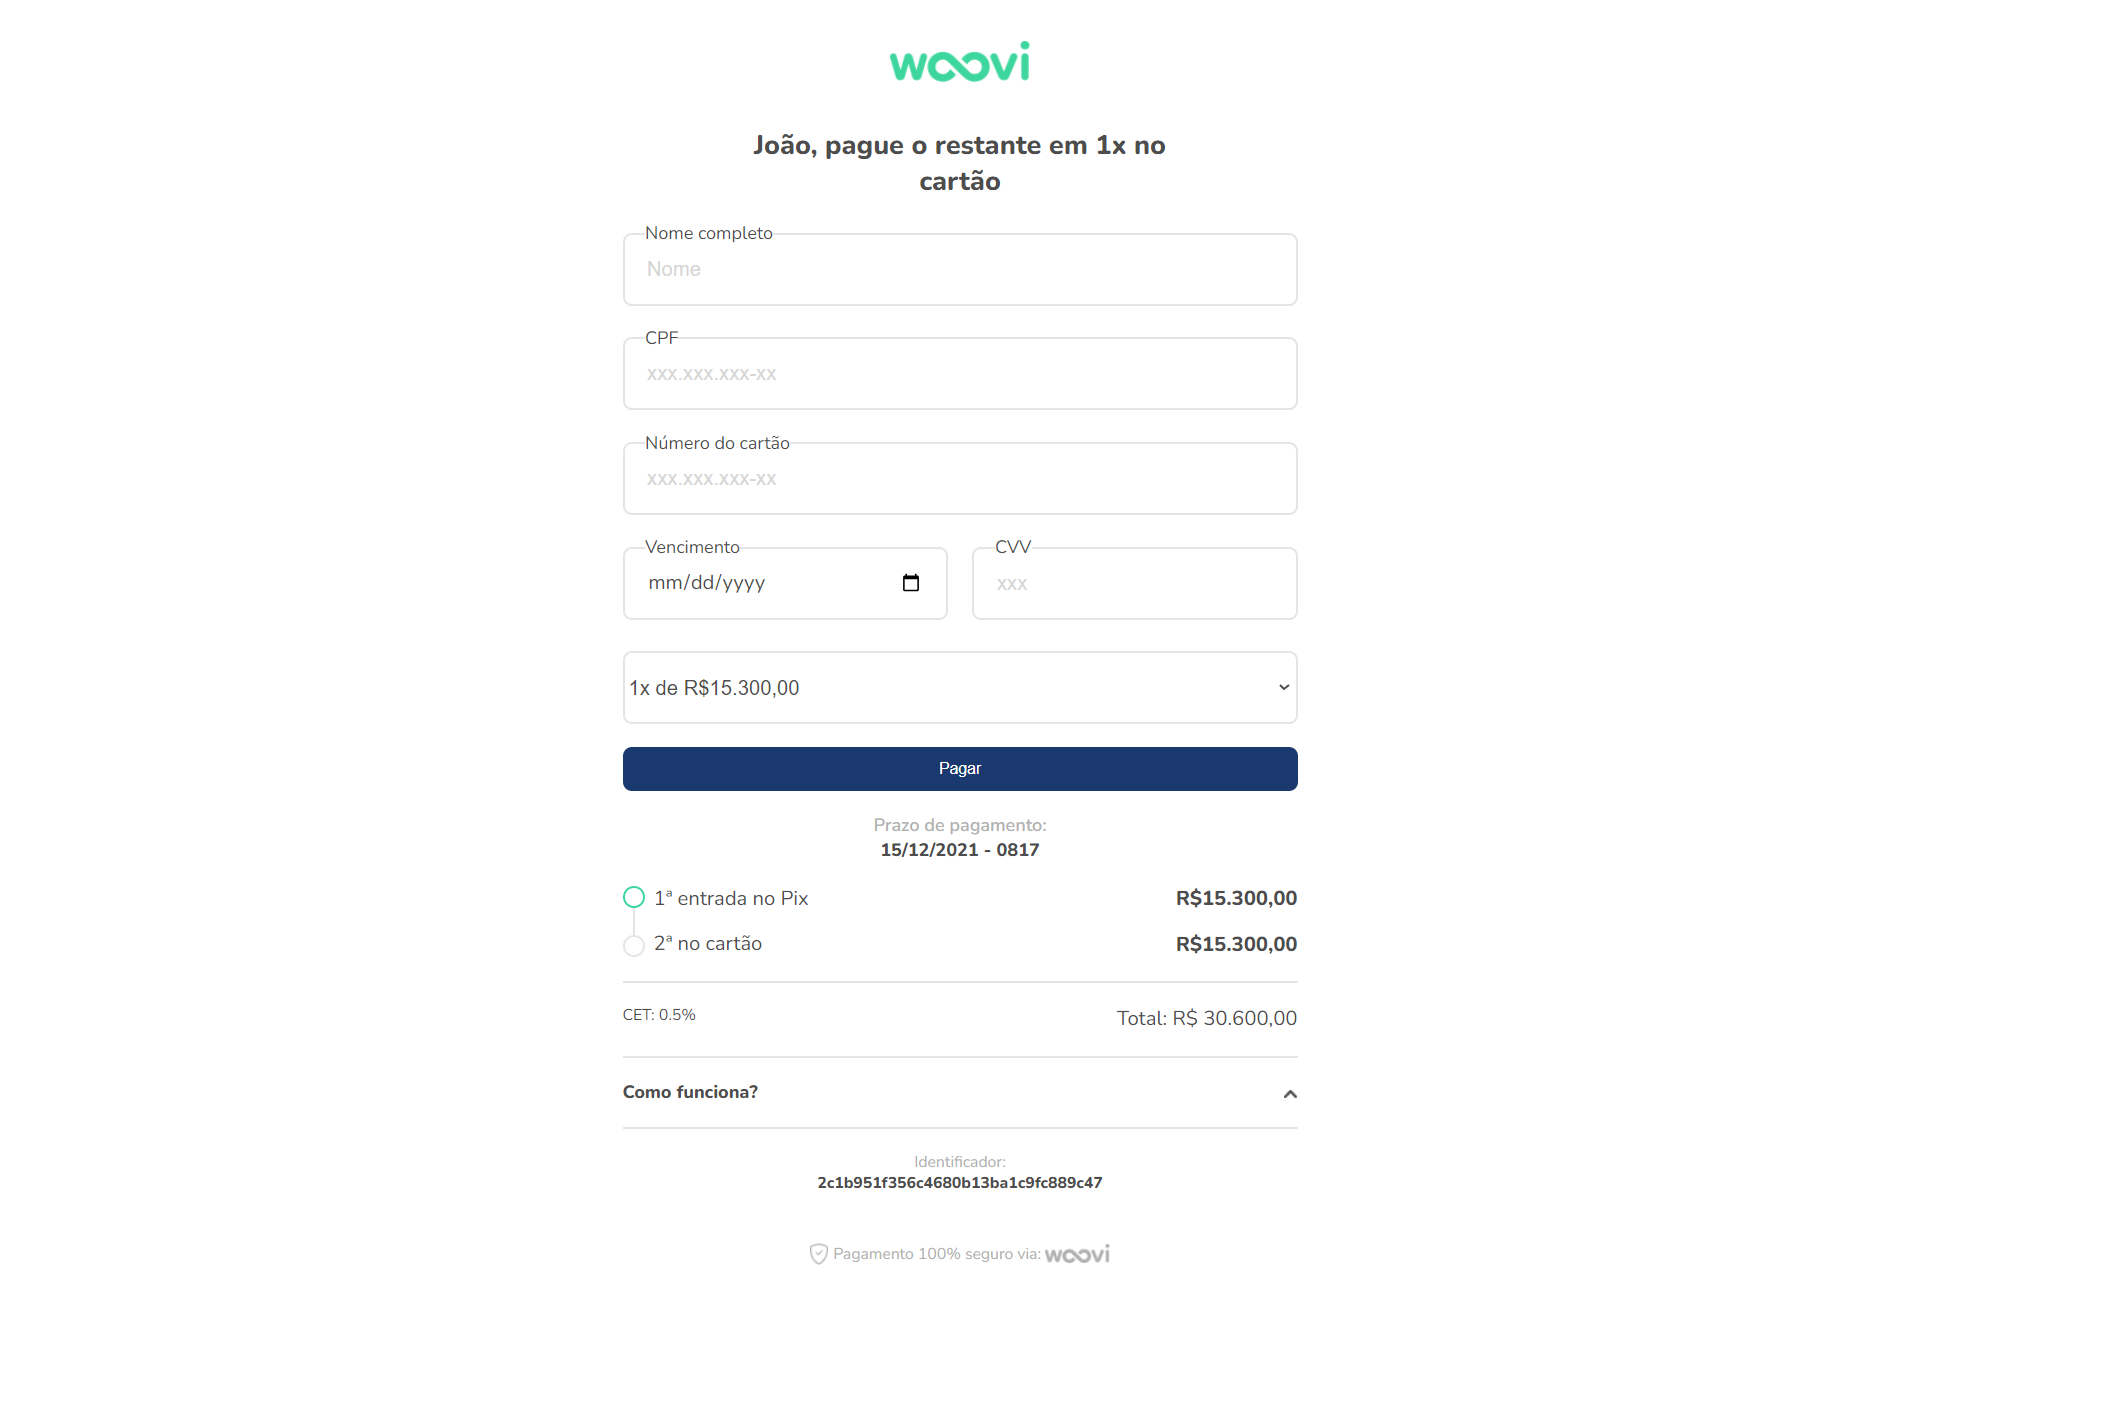 woovi
João, pague o restante em 1x no
cartão
Nome completo
Nome
CPF
xxx.xxx.xxx-xx
Número do cartão
xxx.xxx.xxx-xx
Vencimento
mm/dd/yyyy
CVV
xxx
1x de R$15.300,00
Pagar
Prazo de pagamento:
15/12/2021 - 0817
1ª entrada no Pix R$15.300,00
2ª no cartão R$15.300,00
CET: 0.5% Total: R$ 30.600,00
Como funciona?
Identificador:
2c1b951f356c4680b13ba1c9fc889c47
Pagamento 100% seguro via: woovi